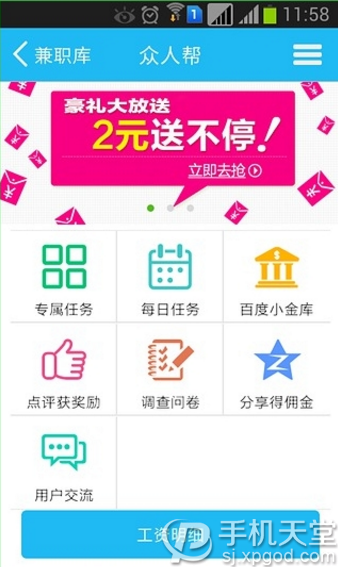 11:58
兼职库
众人帮
豪礼大放送
2元送不停!
立即去抢
专属任务
每日任务
百度小金库
点评获奖励
调查问卷
分享得佣金
用户交流
工资明细
手机天堂
sj.xpgod.com